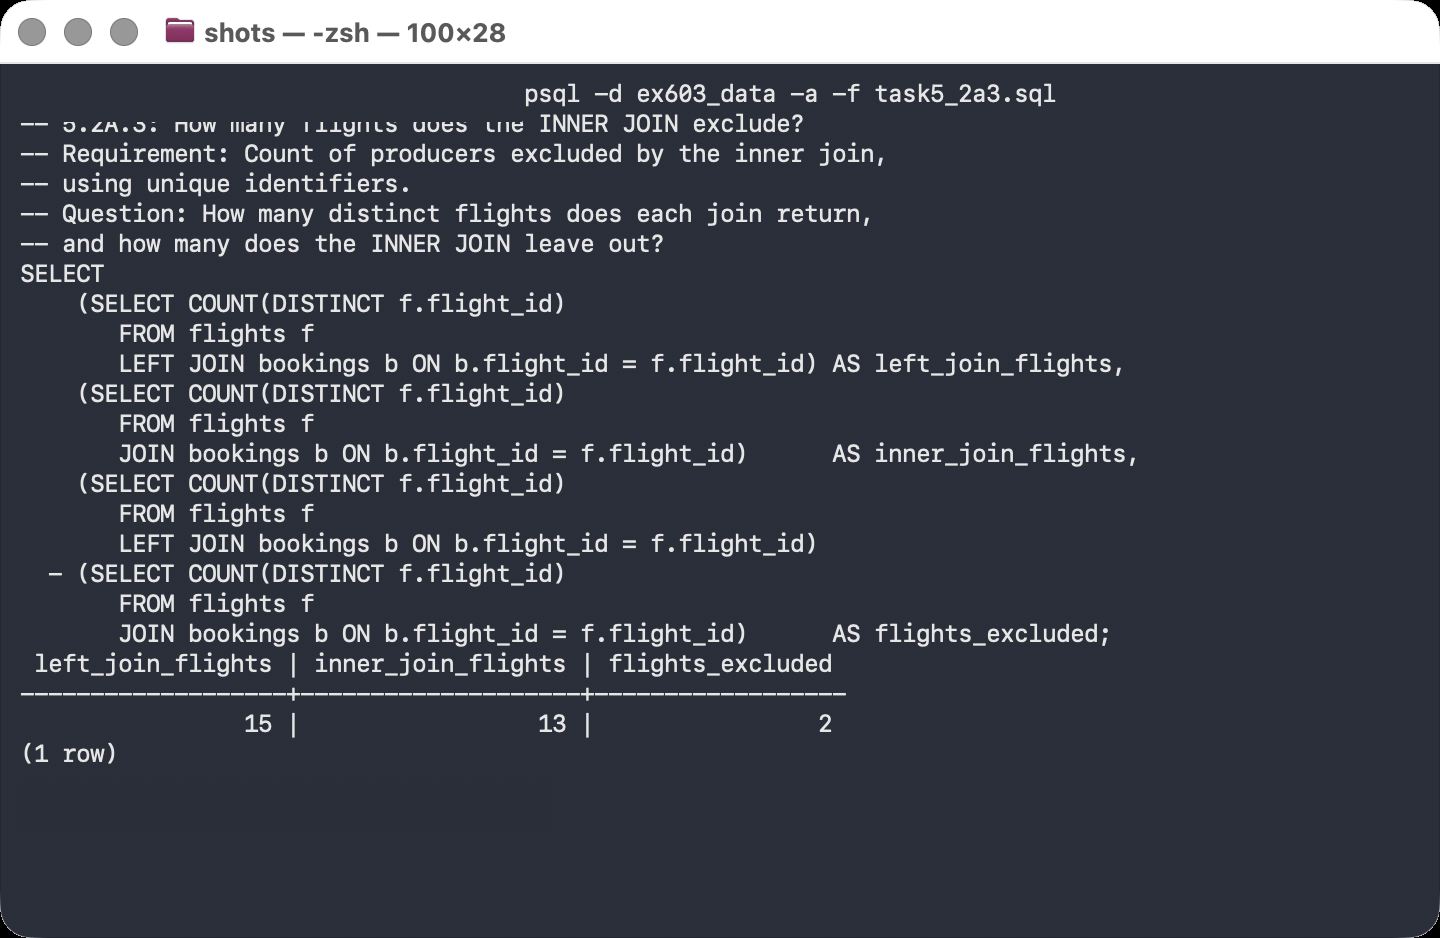 shots — -zsh — 100×28
psql -d ex603_data -a -f task5_2a3.sql
-- 5.2A.3: How many flights does the INNER JOIN exclude?
-- Requirement: Count of producers excluded by the inner join,
-- using unique identifiers.
-- Question: How many distinct flights does each join return,
-- and how many does the INNER JOIN leave out?
SELECT
    (SELECT COUNT(DISTINCT f.flight_id)
       FROM flights f
       LEFT JOIN bookings b ON b.flight_id = f.flight_id) AS left_join_flights,
    (SELECT COUNT(DISTINCT f.flight_id)
       FROM flights f
       JOIN bookings b ON b.flight_id = f.flight_id)      AS inner_join_flights,
    (SELECT COUNT(DISTINCT f.flight_id)
       FROM flights f
       LEFT JOIN bookings b ON b.flight_id = f.flight_id)
  - (SELECT COUNT(DISTINCT f.flight_id)
       FROM flights f
       JOIN bookings b ON b.flight_id = f.flight_id)      AS flights_excluded;
 left_join_flights | inner_join_flights | flights_excluded
-------------------+--------------------+------------------
                15 |                 13 |                2
(1 row)